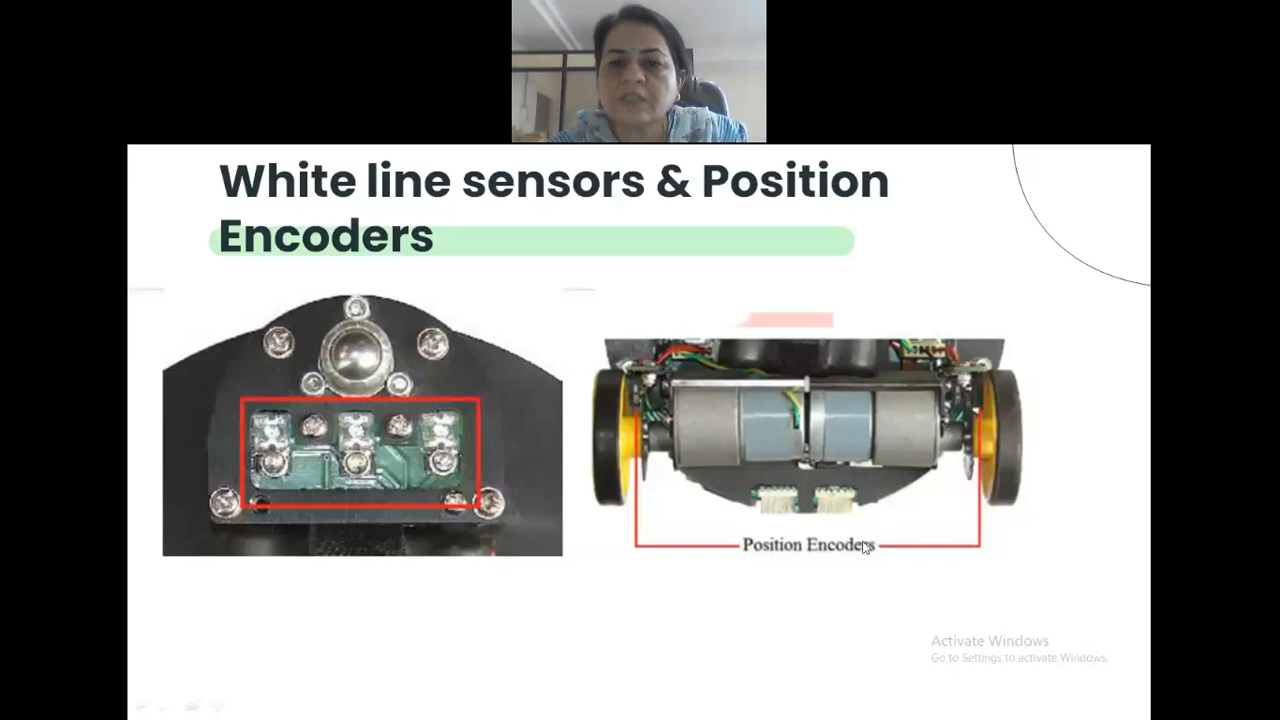 White line sensors & Position
Encoders
Position Encoders
Activate Windows
Go to Settings to activate Windows.